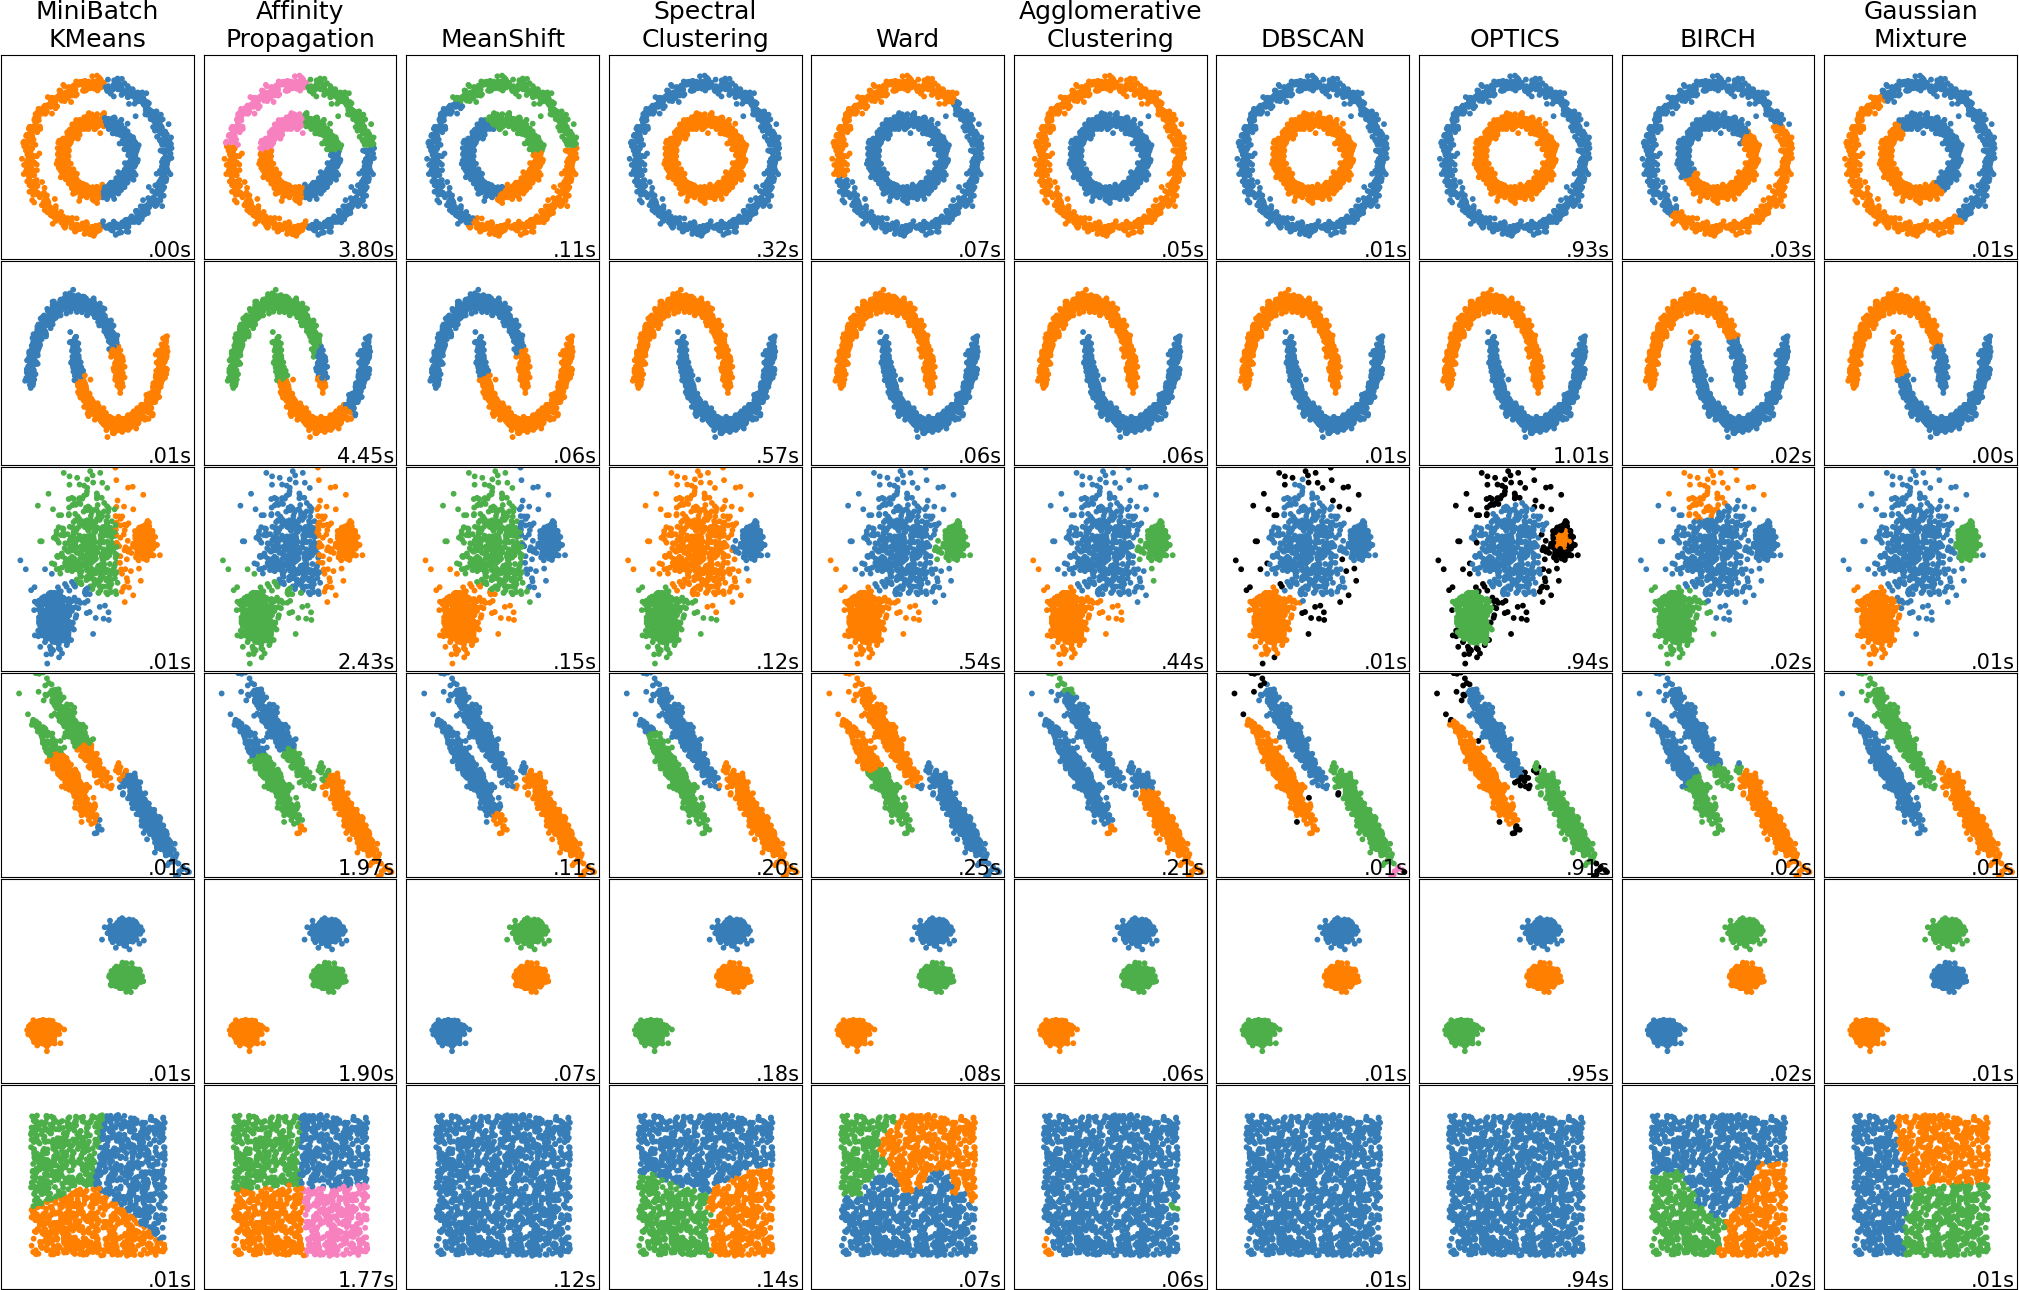 MiniBatch
KMeans
Affinity
Propagation
MeanShift
Spectral
Clustering
Ward
Agglomerative
Clustering
DBSCAN
OPTICS
BIRCH
Gaussian
Mixture
.00s
3.80s
.11s
.32s
.07s
.05s
.01s
.93s
.03s
.01s
.01s
4.45s
.06s
.57s
.06s
.06s
.01s
1.01s
.02s
.00s
.01s
2.43s
.15s
.12s
.54s
.44s
.01s
.94s
.02s
.01s
.01s
1.97s
.11s
.20s
.25s
.21s
.01s
.91s
.02s
.01s
.01s
1.90s
.07s
.18s
.08s
.06s
.01s
.95s
.02s
.01s
.01s
1.77s
.12s
.14s
.07s
.06s
.01s
.94s
.02s
.01s